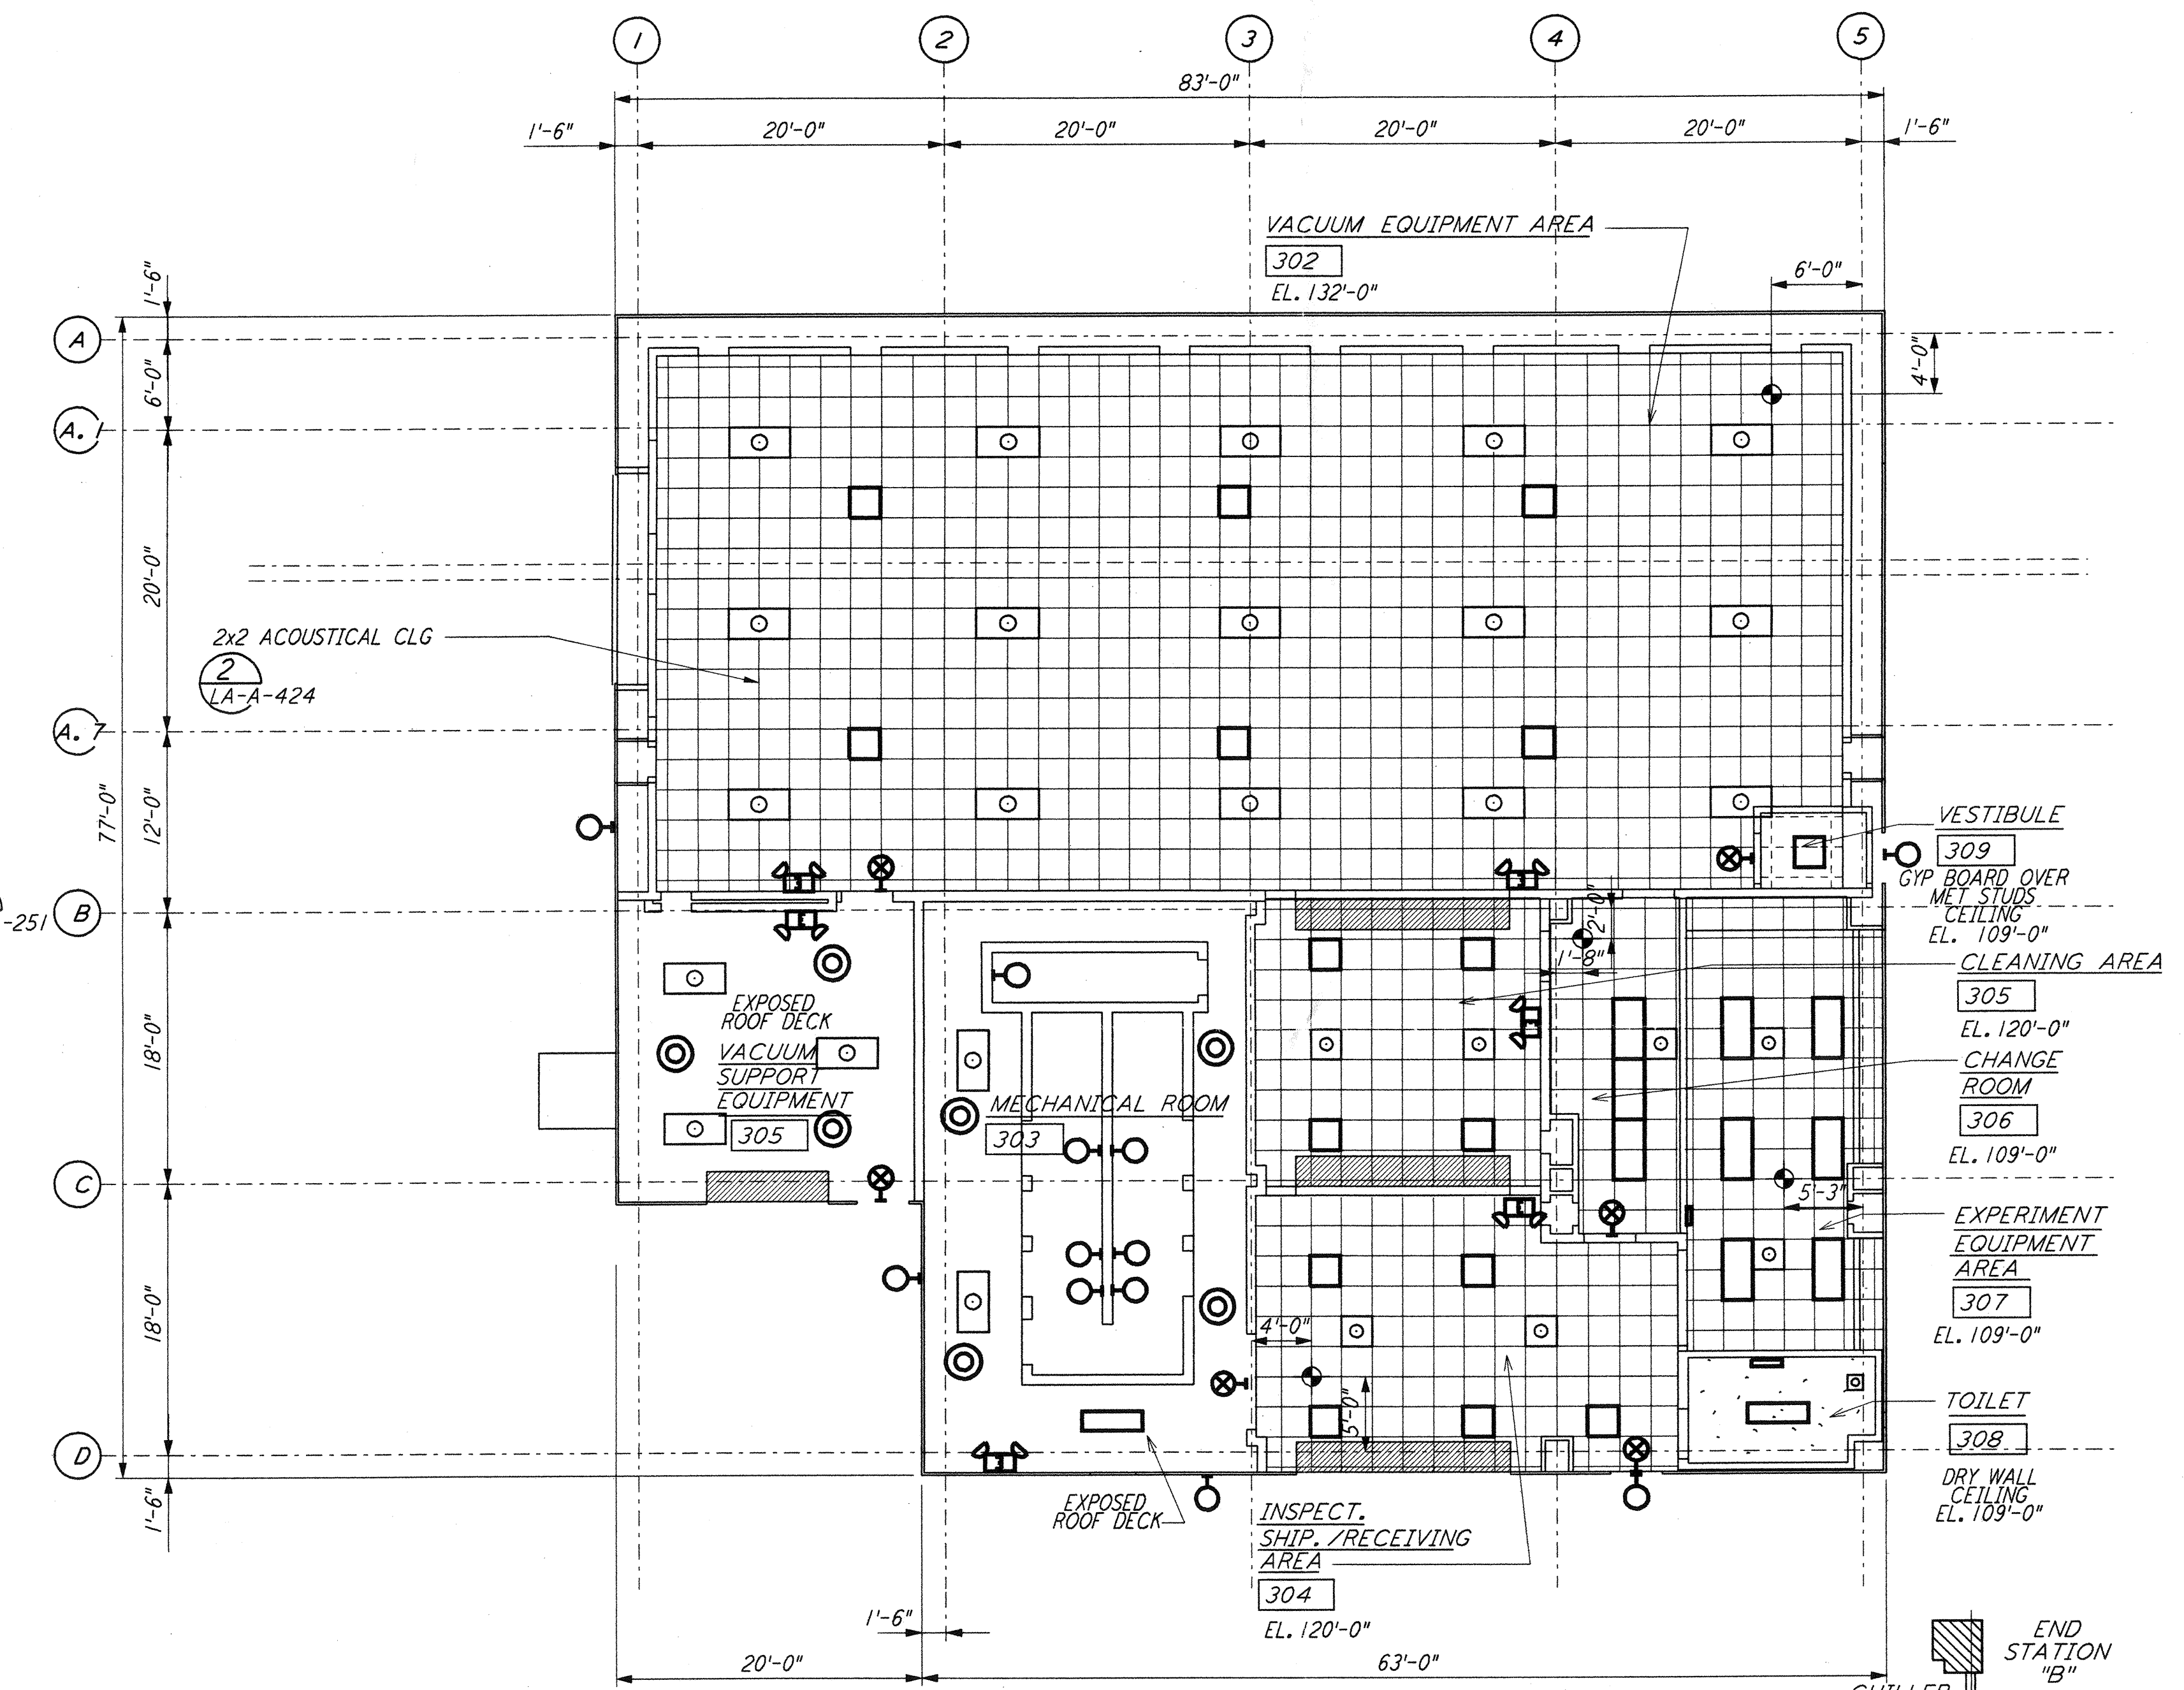 1
2
3
4
5
83'-0"
1'-6"
20'-0"
20'-0"
20'-0"
20'-0"
1'-6"
VACUUM EQUIPMENT AREA
302
EL. 132'-0"
6'-0"
4'-0"
A
A.1
A.7
B
C
D
1'-6"
6'-0"
20'-0"
12'-0"
77'-0"
18'-0"
18'-0"
1'-6"
2x2 ACOUSTICAL CLG
2
LA-A-424
-251
VESTIBULE
309
GYP BOARD OVER
MET STUDS
CEILING
EL. 109'-0"
2'-0"
1'-8"
CLEANING AREA
305
EL. 120'-0"
EXPOSED
ROOF DECK
VACUUM
SUPPORT
EQUIPMENT
305
MECHANICAL ROOM
303
CHANGE
ROOM
306
EL. 109'-0"
5'-3"
EXPERIMENT
EQUIPMENT
AREA
307
EL. 109'-0"
4'-0"
5'-0"
TOILET
308
DRY WALL
CEILING
EL. 109'-0"
EXPOSED
ROOF DECK
INSPECT.
SHIP./RECEIVING
AREA
304
EL. 120'-0"
1'-6"
20'-0"
63'-0"
END
STATION
"B"
CHILLER